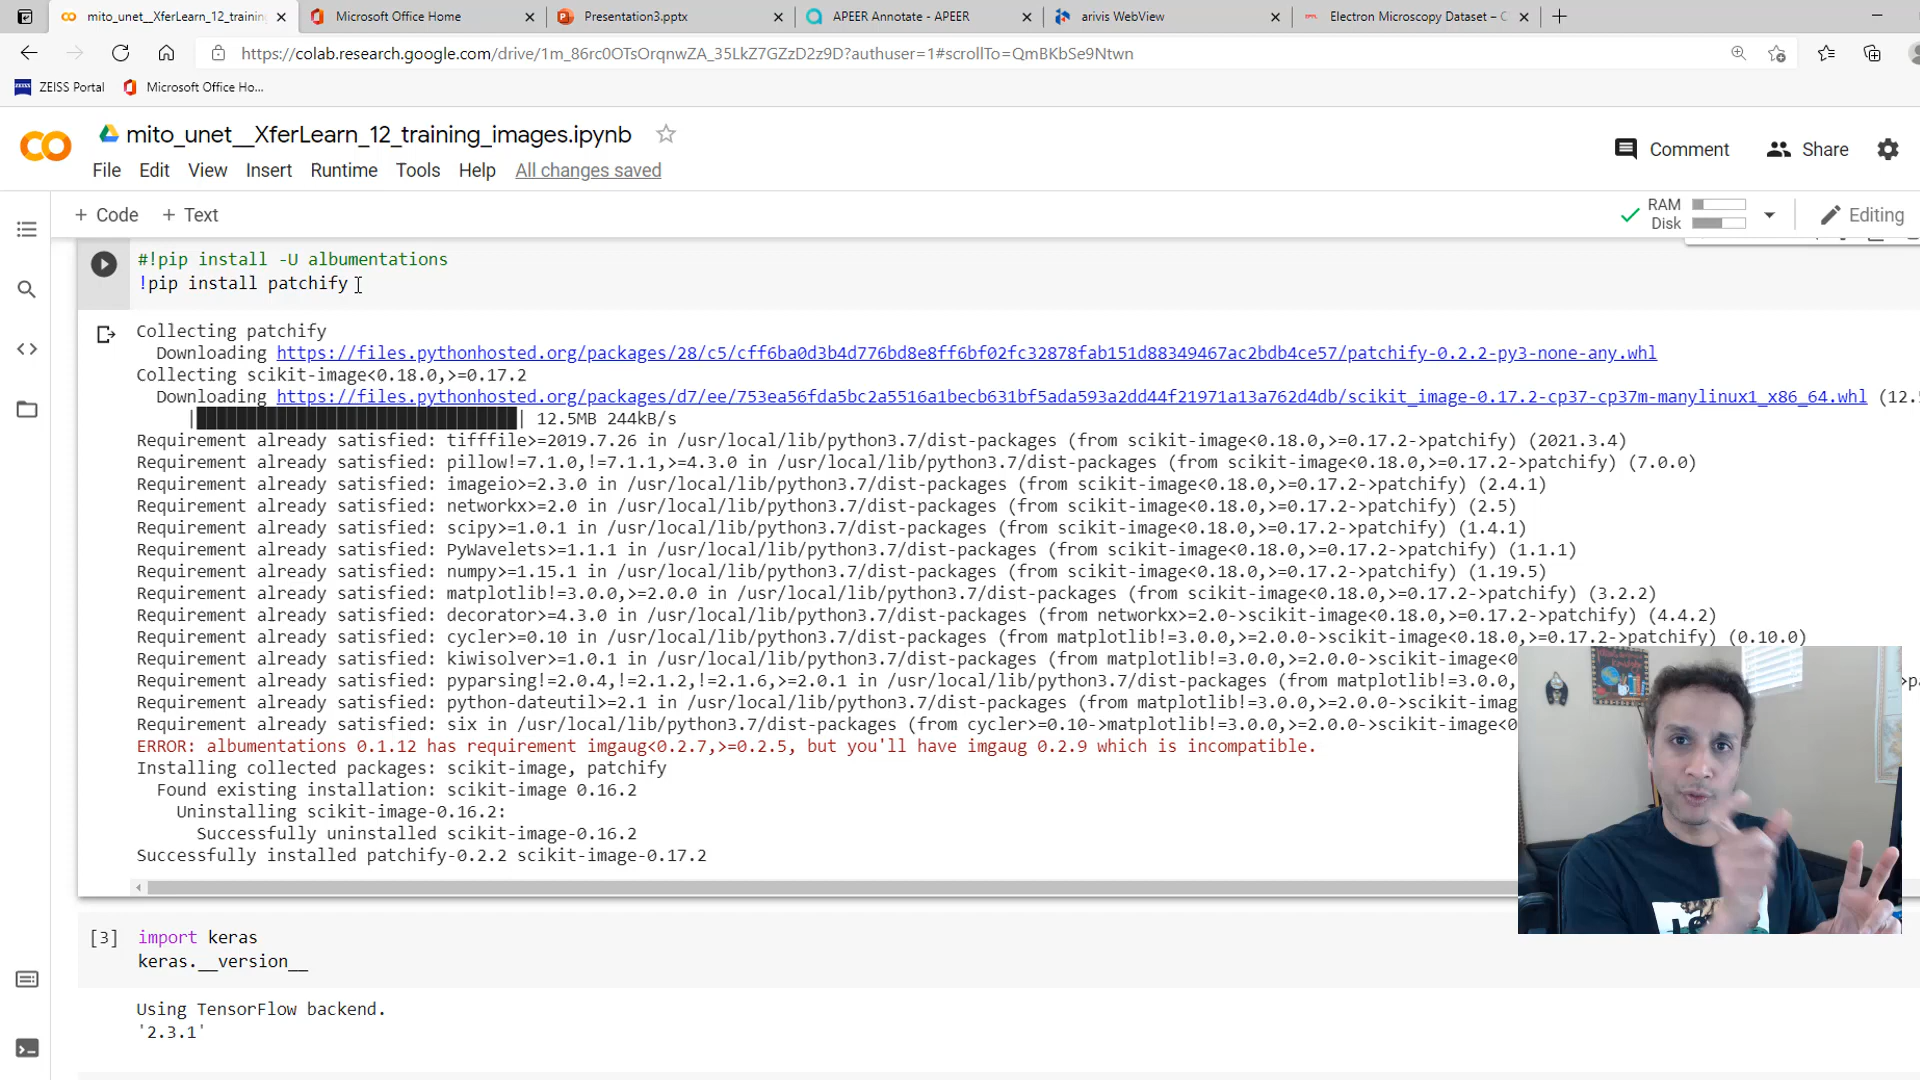 mito_unet__XferLearn_12_training
Microsoft Office Home
Presentation3.pptx
APEER Annotate - APEER
arivis WebView
Electron Microscopy Dataset – C
https://colab.research.google.com/drive/1m_86rc0OTsOrqnwZA_35LkZ7GZzD2z9D?authuser=1#scrollTo=QmBKbSe9Ntwn
ZEISS Portal
Microsoft Office Ho...
mito_unet__XferLearn_12_training_images.ipynb
Comment
Share
File Edit View Insert Runtime Tools Help All changes saved
+ Code + Text
RAM
Disk
Editing
#!pip install -U albumentations
!pip install patchify
Collecting patchify
Downloading https://files.pythonhosted.org/packages/28/c5/cff6ba0d3b4d776bd8e8ff6bf02fc32878fab151d88349467ac2bdb4ce57/patchify-0.2.2-py3-none-any.whl
Collecting scikit-image<0.18.0,>=0.17.2
Downloading https://files.pythonhosted.org/packages/d7/ee/753ea56fda5bc2a5516a1becb631bf5ada593a2dd44f21971a13a762d4db/scikit_image-0.17.2-cp37-cp37m-manylinux1_x86_64.whl (12.5
12.5MB 244kB/s
Requirement already satisfied: tifffile>=2019.7.26 in /usr/local/lib/python3.7/dist-packages (from scikit-image<0.18.0,>=0.17.2->patchify) (2021.3.4)
Requirement already satisfied: pillow!=7.1.0,!=7.1.1,>=4.3.0 in /usr/local/lib/python3.7/dist-packages (from scikit-image<0.18.0,>=0.17.2->patchify) (7.0.0)
Requirement already satisfied: imageio>=2.3.0 in /usr/local/lib/python3.7/dist-packages (from scikit-image<0.18.0,>=0.17.2->patchify) (2.4.1)
Requirement already satisfied: networkx>=2.0 in /usr/local/lib/python3.7/dist-packages (from scikit-image<0.18.0,>=0.17.2->patchify) (2.5)
Requirement already satisfied: scipy>=1.0.1 in /usr/local/lib/python3.7/dist-packages (from scikit-image<0.18.0,>=0.17.2->patchify) (1.4.1)
Requirement already satisfied: PyWavelets>=1.1.1 in /usr/local/lib/python3.7/dist-packages (from scikit-image<0.18.0,>=0.17.2->patchify) (1.1.1)
Requirement already satisfied: numpy>=1.15.1 in /usr/local/lib/python3.7/dist-packages (from scikit-image<0.18.0,>=0.17.2->patchify) (1.19.5)
Requirement already satisfied: matplotlib!=3.0.0,>=2.0.0 in /usr/local/lib/python3.7/dist-packages (from scikit-image<0.18.0,>=0.17.2->patchify) (3.2.2)
Requirement already satisfied: decorator>=4.3.0 in /usr/local/lib/python3.7/dist-packages (from networkx>=2.0->scikit-image<0.18.0,>=0.17.2->patchify) (4.4.2)
Requirement already satisfied: cycler>=0.10 in /usr/local/lib/python3.7/dist-packages (from matplotlib!=3.0.0,>=2.0.0->scikit-image<0.18.0,>=0.17.2->patchify) (0.10.0)
Requirement already satisfied: kiwisolver>=1.0.1 in /usr/local/lib/python3.7/dist-packages (from matplotlib!=3.0.0,>=2.0.0->scikit-image<0
Requirement already satisfied: pyparsing!=2.0.4,!=2.1.2,!=2.1.6,>=2.0.1 in /usr/local/lib/python3.7/dist-packages (from matplotlib!=3.0.0, >pa
Requirement already satisfied: python-dateutil>=2.1 in /usr/local/lib/python3.7/dist-packages (from matplotlib!=3.0.0,>=2.0.0->scikit-imag
Requirement already satisfied: six in /usr/local/lib/python3.7/dist-packages (from cycler>=0.10->matplotlib!=3.0.0,>=2.0.0->scikit-image<0
ERROR: albumentations 0.1.12 has requirement imgaug<0.2.7,>=0.2.5, but you'll have imgaug 0.2.9 which is incompatible.
Installing collected packages: scikit-image, patchify
Found existing installation: scikit-image 0.16.2
Uninstalling scikit-image-0.16.2:
Successfully uninstalled scikit-image-0.16.2
Successfully installed patchify-0.2.2 scikit-image-0.17.2
[3] import keras
keras.__version__
Using TensorFlow backend.
'2.3.1'